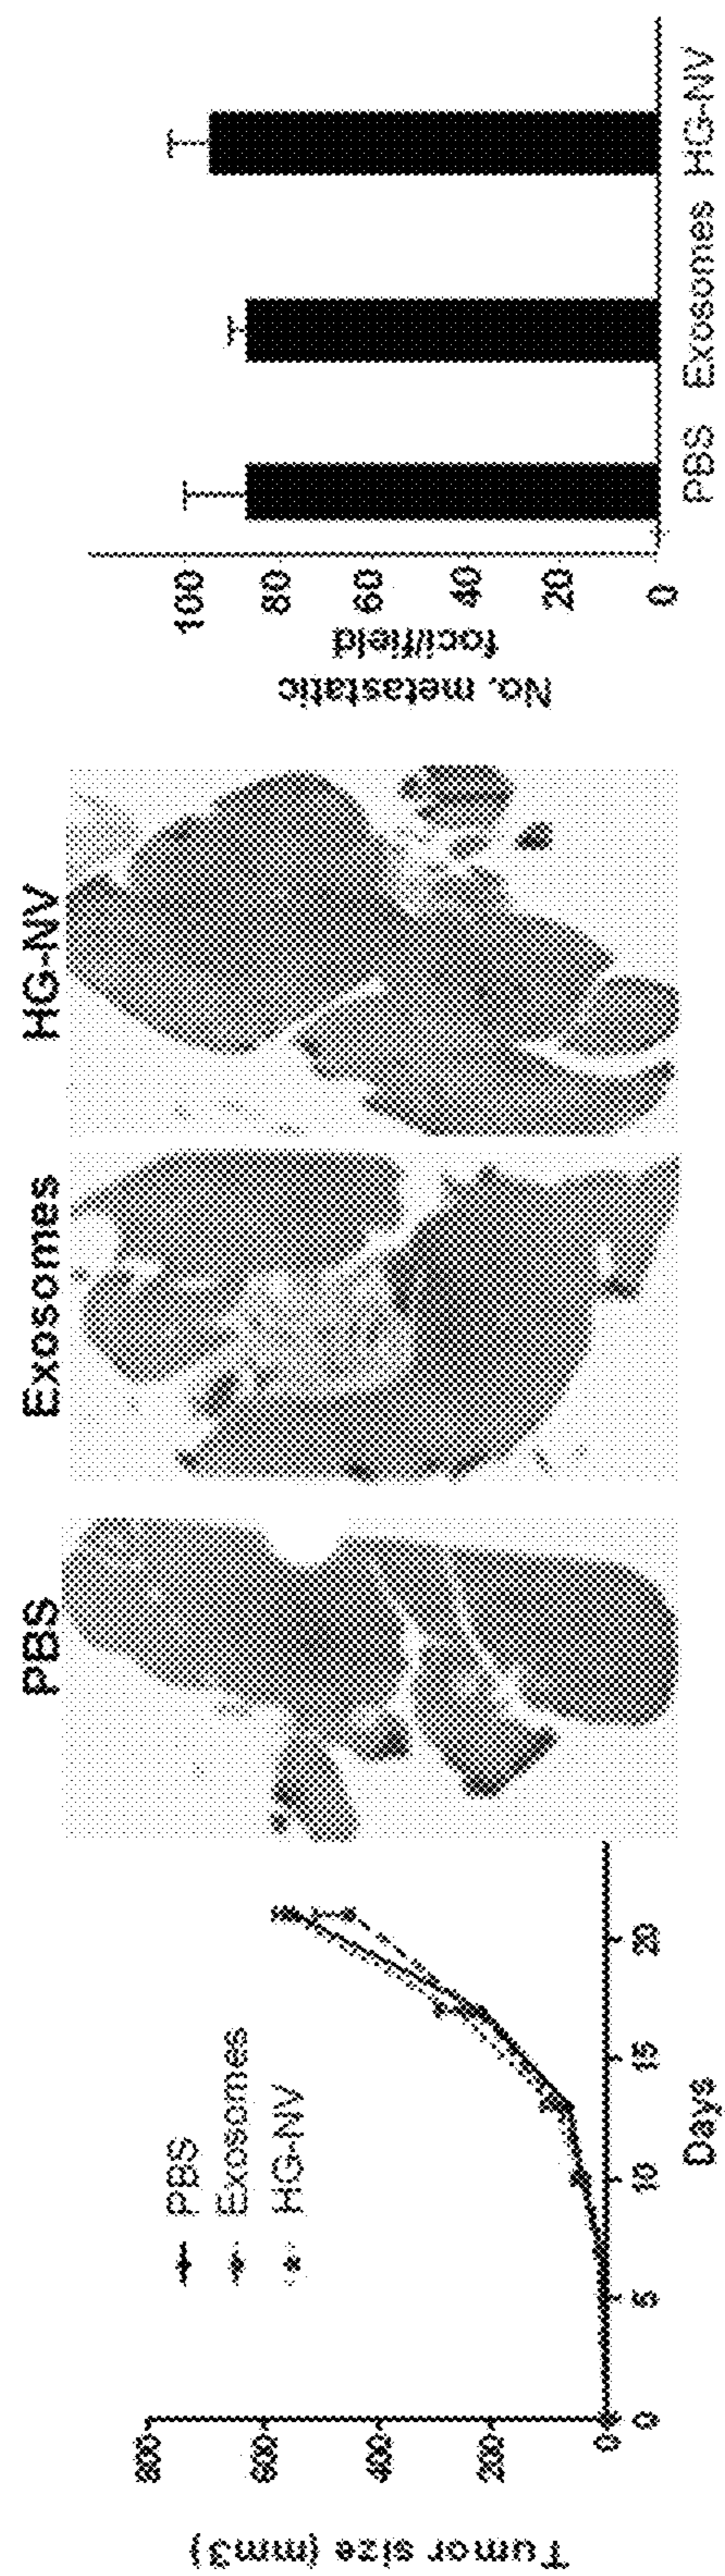 Tumor size (mm3)
800
600
400
200
0
PBS
Exosomes
HG-NV
0
5
10
15
20
Days
PBS
Exosomes
HG-NV
No. metastatic
foci/field
100
80
60
40
20
0
PBS
Exosomes
HG-NV